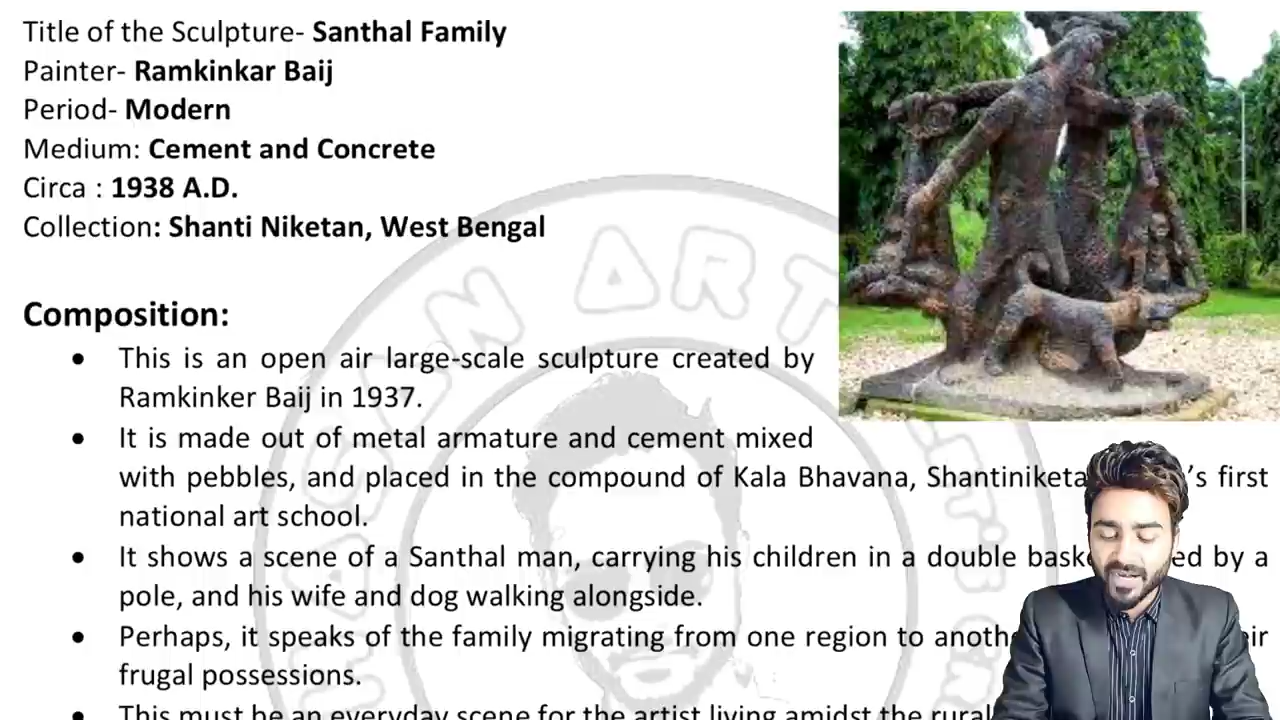 Title of the Sculpture- Santhal Family
Painter- Ramkinkar Baij
Period- Modern
Medium: Cement and Concrete
Circa : 1938 A.D.
Collection: Shanti Niketan, West Bengal
Composition:
• This is an open air large-scale sculpture created by
Ramkinker Baij in 1937.
• It is made out of metal armature and cement mixed
with pebbles, and placed in the compound of Kala Bhavana, Shantiniketa 's first
national art school.
• It shows a scene of a Santhal man, carrying his children in a double baske ed by a
pole, and his wife and dog walking alongside.
• Perhaps, it speaks of the family migrating from one region to anoth eir
frugal possessions.
• This must be an everyday scene for the artist living amidst the rural